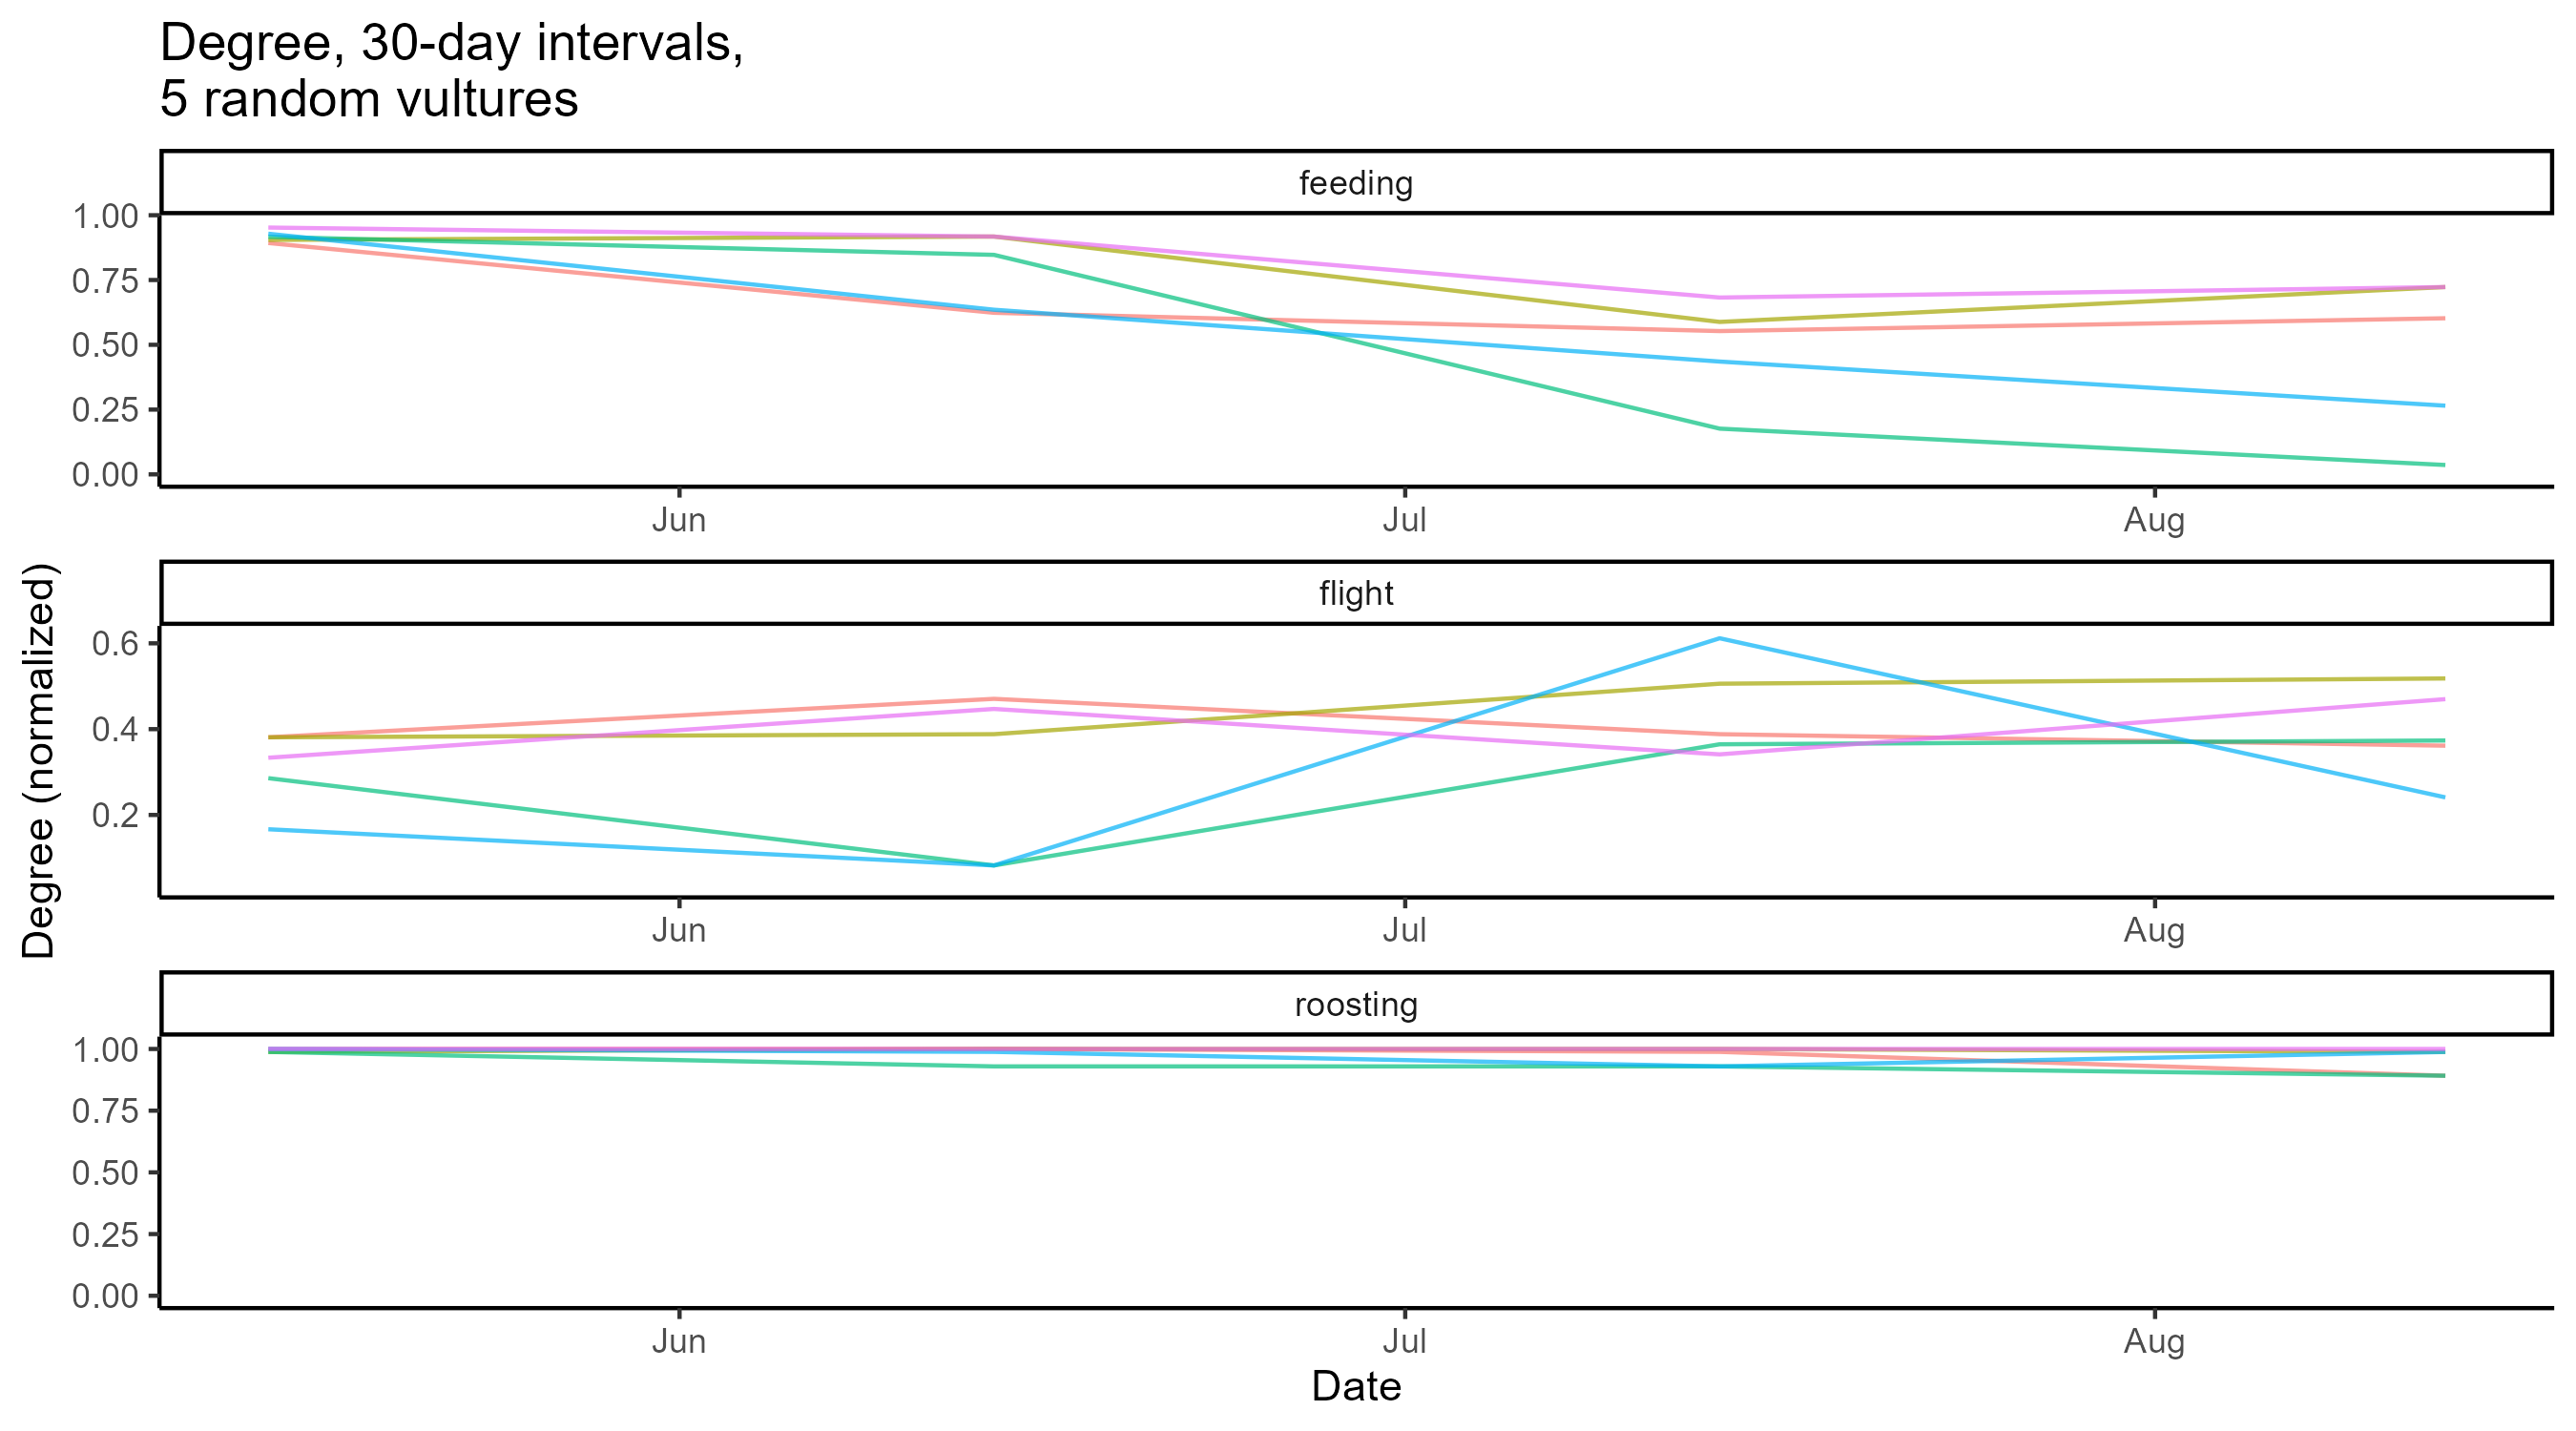 Degree, 30-day intervals,
5 random vultures
feeding
1.00
0.75
0.50
0.25
0.00
Jun Jul Aug
Degree (normalized)
flight
0.6
0.4
0.2
Jun Jul Aug
roosting
1.00
0.75
0.50
0.25
0.00
Jun Jul Aug
Date